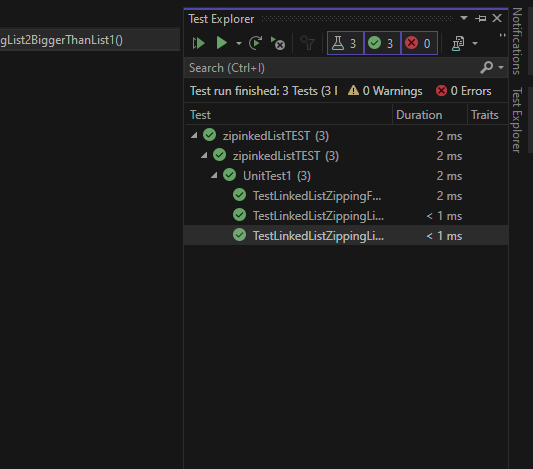 Test Explorer
gList2BiggerThanList1()
3 3 0
Search (Ctrl+I)
Test run finished: 3 Tests (3 0 Warnings 0 Errors
Test Duration Traits
zipinkedListTEST (3) 2 ms
zipinkedListTEST (3) 2 ms
UnitTest1 (3) 2 ms
TestLinkedListZippingF... 2 ms
TestLinkedListZippingLi... < 1 ms
TestLinkedListZippingLi... < 1 ms
Notifications
Test Explorer